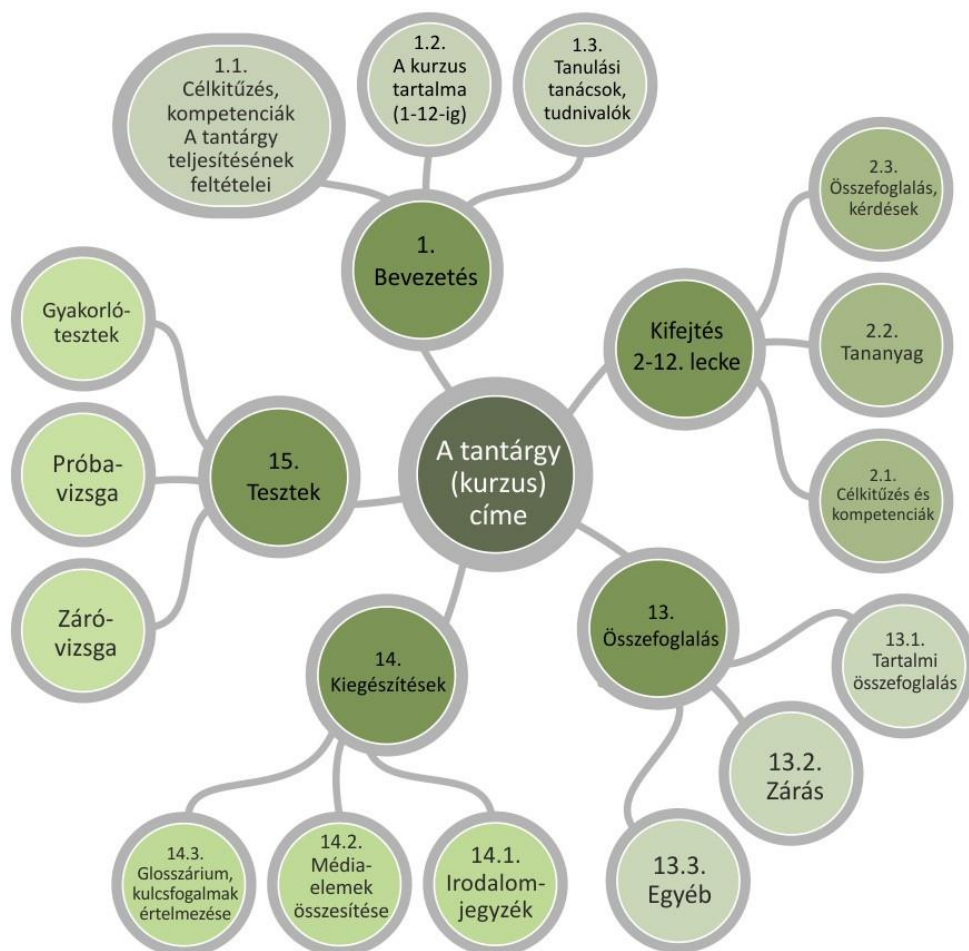 1.1.
Célkitűzés,
kompetenciák
A tantárgy
teljesítésének
feltételei
1.2.
A kurzus
tartalma
(1-12-ig)
1.3.
Tanulási
tanácsok,
tudnivalók
1.
Bevezetés
2.3.
Összefoglalás,
kérdések
Kifejtés
2-12. lecke
2.2.
Tananyag
2.1.
Célkitűzés és
kompetenciák
Gyakorló-
tesztek
Próba-
vizsga
Záró-
vizsga
15.
Tesztek
A tantárgy
(kurzus)
címe
13.
Összefoglalás
13.1.
Tartalmi
összefoglalás
13.2.
Zárás
13.3.
Egyéb
14.
Kiegészítések
14.3.
Glosszárium,
kulcsfogalmak
értelmezése
14.2.
Média-
elemek
összesítése
14.1.
Irodalom-
jegyzék